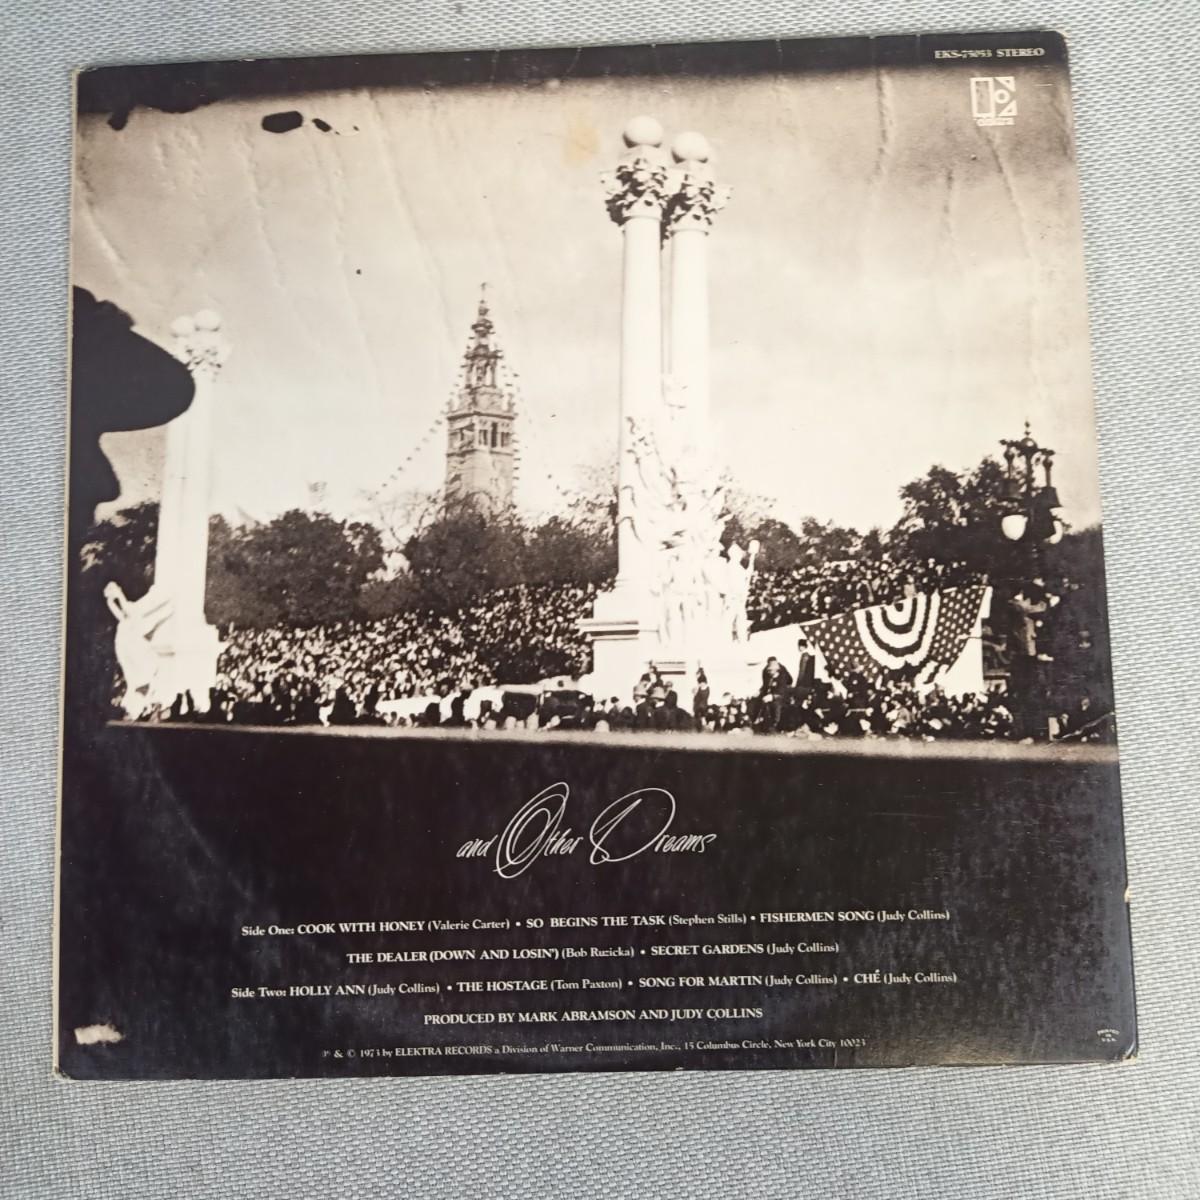 EKS-75053 STEREO
and Other Dreams
Side One: COOK WITH HONEY (Valerie Carter) • SO BEGINS THE TASK (Stephen Stills) • FISHERMEN SONG (Judy Collins)
THE DEALER (DOWN AND LOSIN') (Bob Ruzicka) • SECRET GARDENS (Judy Collins)
Side Two: HOLLY ANN (Judy Collins) • THE HOSTAGE (Tom Paxton) • SONG FOR MARTIN (Judy Collins) • CHÉ (Judy Collins)
PRODUCED BY MARK ABRAMSON AND JUDY COLLINS
℗ & © 1973 by ELEKTRA RECORDS a Division of Warner Communication, Inc., 15 Columbus Circle, New York City 10023
PRINTED
U.S.A.